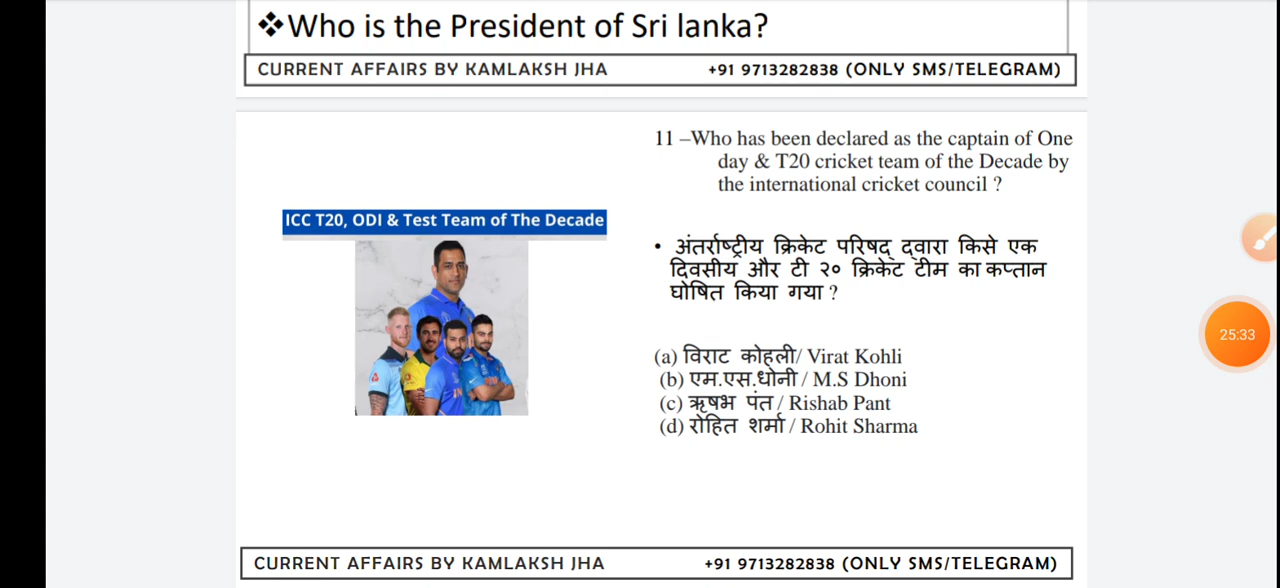 ❖Who is the President of Sri lanka?
CURRENT AFFAIRS BY KAMLAKSH JHA +91 9713282838 (ONLY SMS/TELEGRAM)
11 –Who has been declared as the captain of One
day & T20 cricket team of the Decade by
the international cricket council ?
ICC T20, ODI & Test Team of The Decade
• अंतर्राष्ट्रीय क्रिकेट परिषद् द्वारा किसे एक
दिवसीय और टी २० क्रिकेट टीम का कप्तान
घोषित किया गया ?
(a) विराट कोहली/ Virat Kohli
(b) एम.एस.धोनी / M.S Dhoni
(c) ऋषभ पंत / Rishab Pant
(d) रोहित शर्मा / Rohit Sharma
25:33
CURRENT AFFAIRS BY KAMLAKSH JHA +91 9713282838 (ONLY SMS/TELEGRAM)